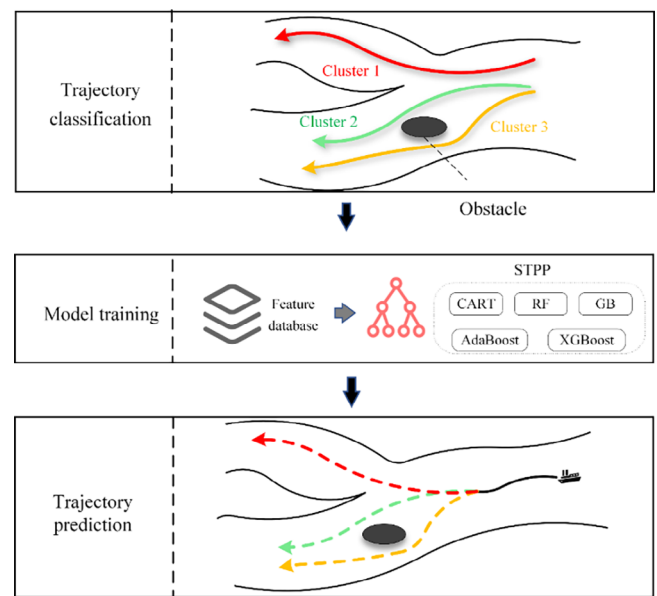 Trajectory
classification
Cluster 1
Cluster 2
Cluster 3
Obstacle
Model training
Feature
database
STPP
CART
RF
GB
AdaBoost
XGBoost
Trajectory
prediction